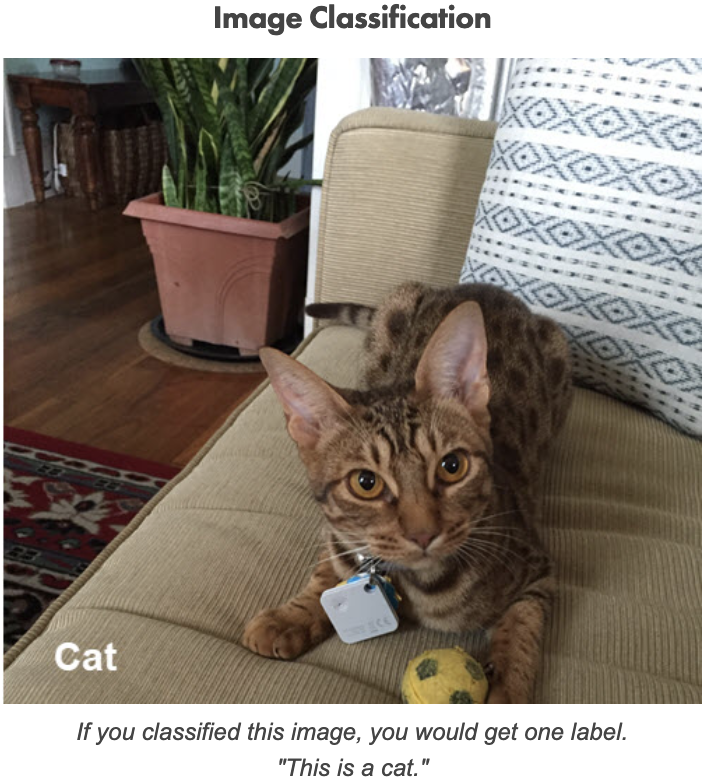 Image Classification
Cat
If you classified this image, you would get one label.
"This is a cat."